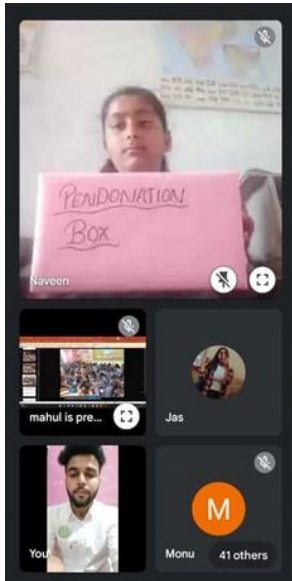 PENDONATION
BOX
Naveen
mahul is pre...
Jas
You
M
Monu
41 others